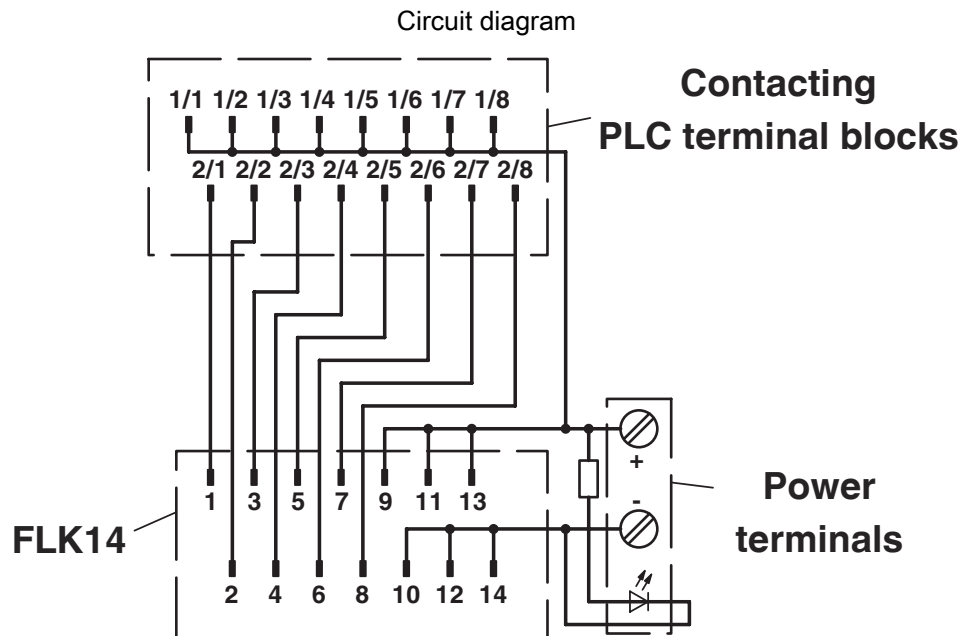 Circuit diagram
1/1 1/2 1/3 1/4 1/5 1/6 1/7 1/8
2/1 2/2 2/3 2/4 2/5 2/6 2/7 2/8
Contacting
PLC terminal blocks
+
-
1 3 5 7 9 11 13
2 4 6 8 10 12 14
FLK14
Power
terminals